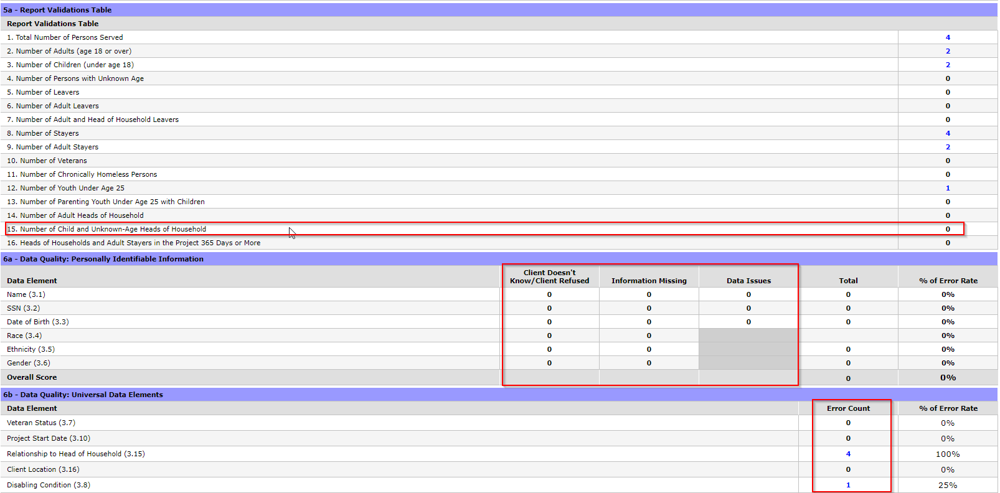 5a - Report Validations Table
Report Validations Table
1. Total Number of Persons Served 4
2. Number of Adults (age 18 or over) 2
3. Number of Children (under age 18) 2
4. Number of Persons with Unknown Age 0
5. Number of Leavers 0
6. Number of Adult Leavers 0
7. Number of Adult and Head of Household Leavers 0
8. Number of Stayers 4
9. Number of Adult Stayers 2
10. Number of Veterans 0
11. Number of Chronically Homeless Persons 0
12. Number of Youth Under Age 25 1
13. Number of Parenting Youth Under Age 25 with Children 0
14. Number of Adult Heads of Household 0
15. Number of Child and Unknown-Age Heads of Household 0
16. Heads of Households and Adult Stayers in the Project 365 Days or More 0
6a - Data Quality: Personally Identifiable Information
Client Doesn't
Data Element Know/Client Refused Information Missing Data Issues Total % of Error Rate
Name (3.1) 0 0 0 0 0%
SSN (3.2) 0 0 0 0 0%
Date of Birth (3.3) 0 0 0 0 0%
Race (3.4) 0 0 0%
Ethnicity (3.5) 0 0 0 0%
Gender (3.6) 0 0 0 0%
Overall Score 0 0%
6b - Data Quality: Universal Data Elements
Data Element Error Count % of Error Rate
Veteran Status (3.7) 0 0%
Project Start Date (3.10) 0 0%
Relationship to Head of Household (3.15) 4 100%
Client Location (3.16) 0 0%
Disabling Condition (3.8) 1 25%